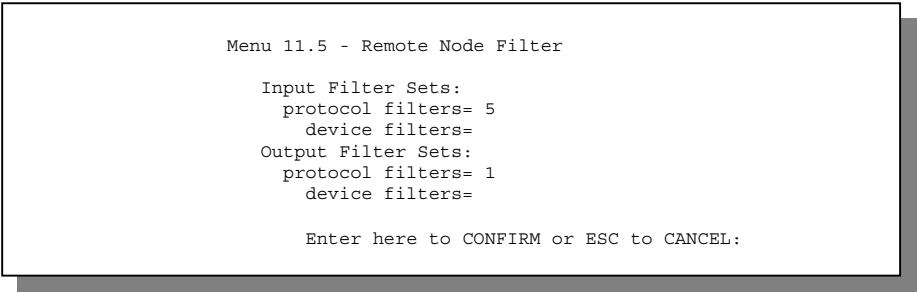 Menu 11.5 - Remote Node Filter
Input Filter Sets:
protocol filters= 5
device filters=
Output Filter Sets:
protocol filters= 1
device filters=
Enter here to CONFIRM or ESC to CANCEL: